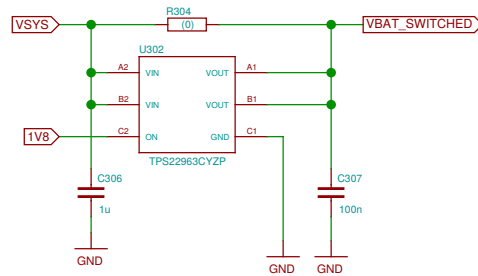 R304
VSYS
(0)
VBAT_SWITCHED
U302
A2 VIN VOUT A1
B2 VIN VOUT B1
1V8 C2 ON GND C1
TPS22963CYZP
C306
1u
C307
100n
GND
GND
GND